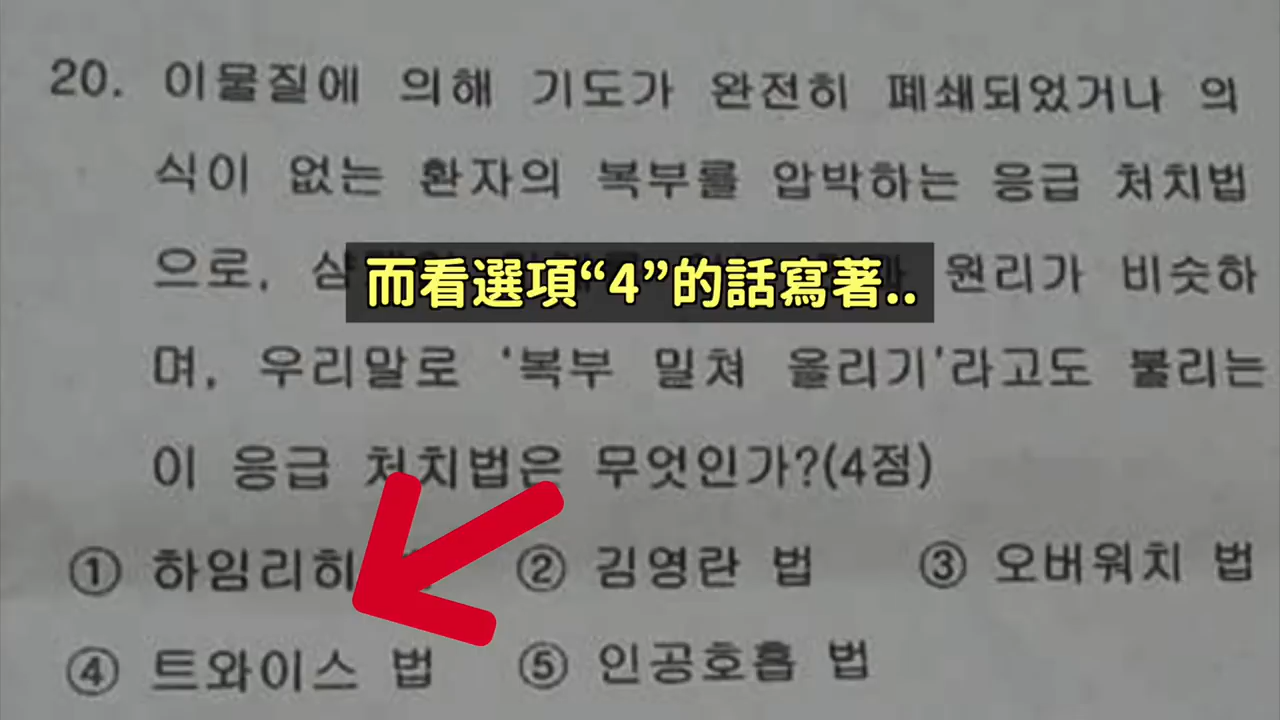 20. 이물질에 의해 기도가 완전히 폐쇄되었거나 의
식이 없는 환자의 복부를 압박하는 응급 처치법
으로, 원리가 비슷하
而看選項“4”的話寫著..
며, 우리말로 ‘복부 밀쳐 올리기’라고도 불리는
이 응급 처치법은 무엇인가?(4점)
① 하임리히 ② 김영란 법 ③ 오버워치 법
④ 트와이스 법 ⑤ 인공호흡 법